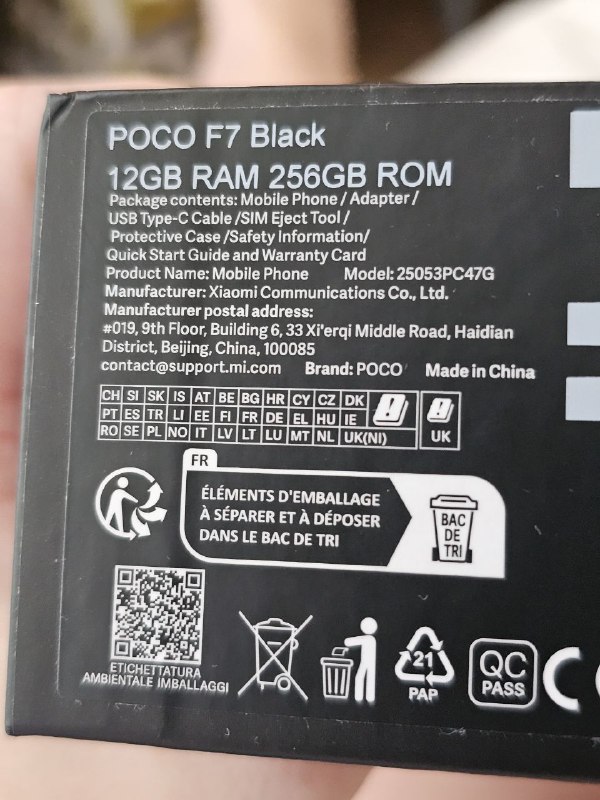 POCO F7 Black
12GB RAM 256GB ROM
Package contents: Mobile Phone / Adapter /
USB Type-C Cable /SIM Eject Tool /
Protective Case /Safety Information/
Quick Start Guide and Warranty Card
Product Name: Mobile Phone Model: 25053PC47G
Manufacturer: Xiaomi Communications Co., Ltd.
Manufacturer postal address:
#019, 9th Floor, Building 6, 33 Xi'erqi Middle Road, Haidian
District, Beijing, China, 100085
contact@support.mi.com Brand: POCO Made in China
CH SI SK IS AT BE BG HR CY CZ DK
PT ES TR LI EE FI FR DE EL HU IE
RO SE PL NO IT LV LT LU MT NL UK(NI)
UK
FR
ÉLÉMENTS D'EMBALLAGE
À SÉPARER ET À DÉPOSER
DANS LE BAC DE TRI
BAC
DE
TRI
ETICHETTATURA
AMBIENTALE IMBALLAGGI
21
PAP
QC
PASS